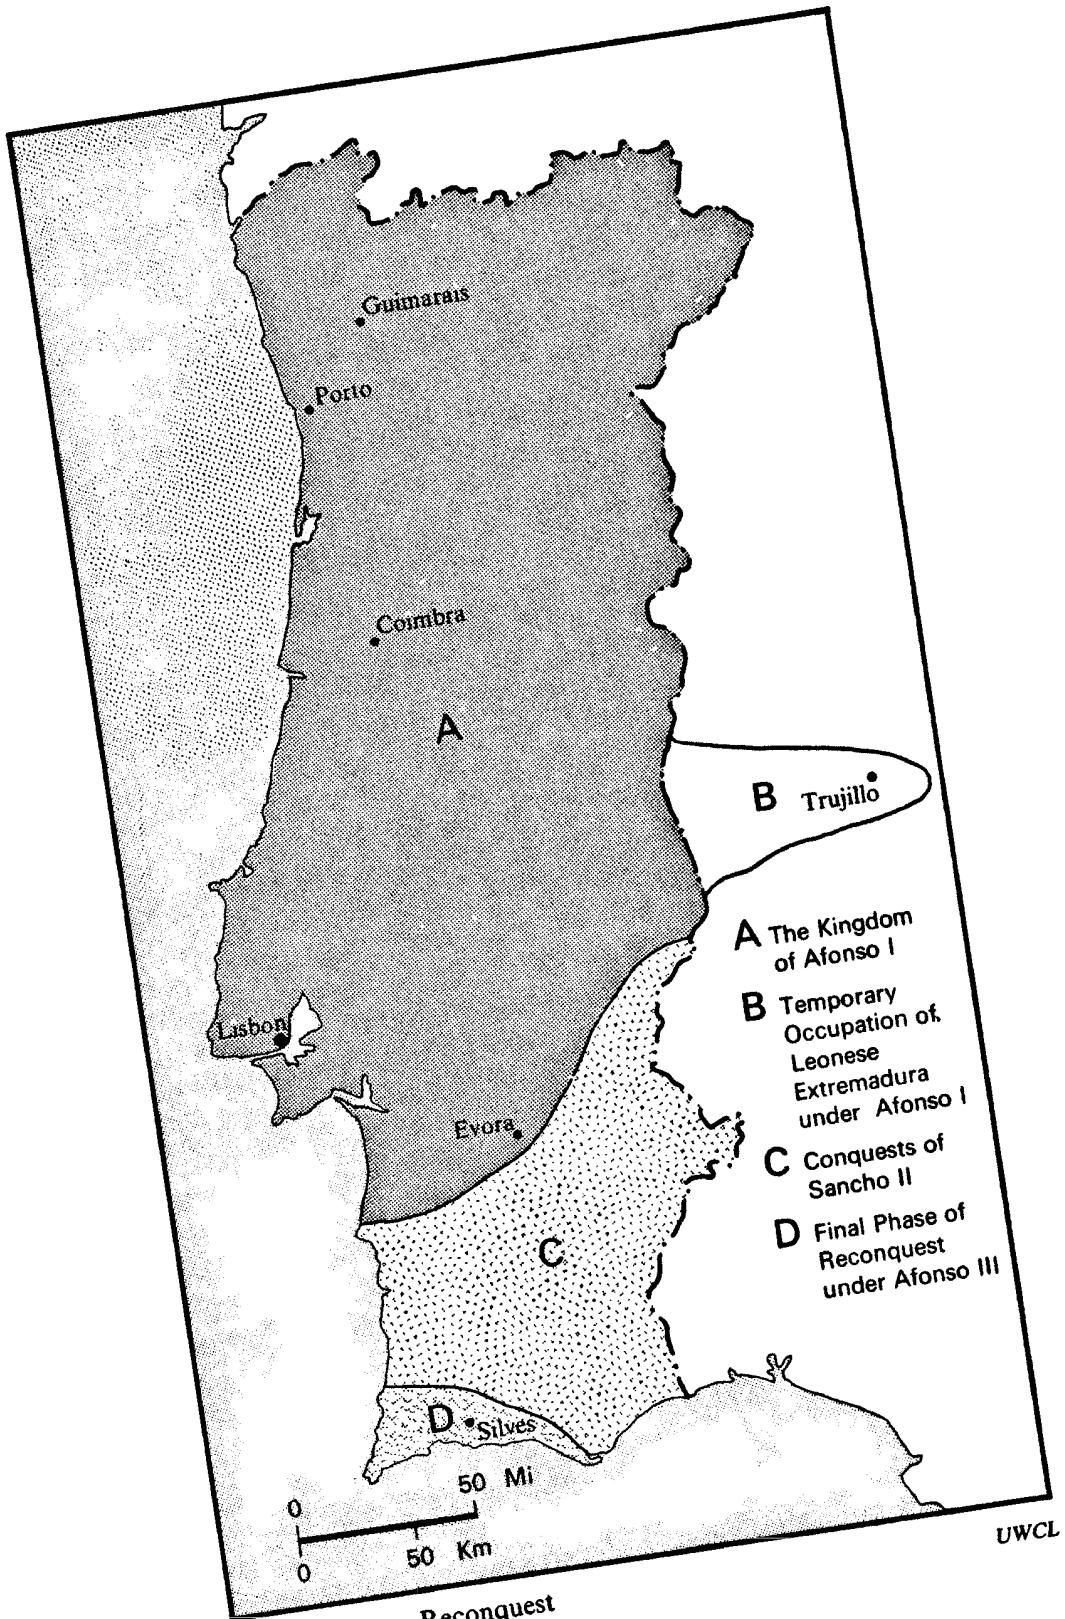 Guimarais
Porto
Coimbra
A
B
Trujillo
A The Kingdom
of Afonso I
B Temporary
Occupation of
Leonese
Extremadura
under Afonso I
Lisbon
Evora
C Conquests of
Sancho II
D Final Phase of
Reconquest
under Afonso III
C
D
Silves
0 50 Mi
0 50 Km
UWCL
Reconquest